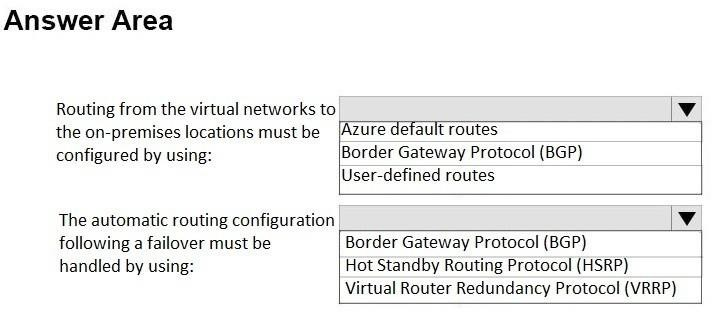 Answer Area
Routing from the virtual networks to
the on-premises locations must be
configured by using:
Azure default routes
Border Gateway Protocol (BGP)
User-defined routes
The automatic routing configuration
following a failover must be
handled by using:
Border Gateway Protocol (BGP)
Hot Standby Routing Protocol (HSRP)
Virtual Router Redundancy Protocol (VRRP)